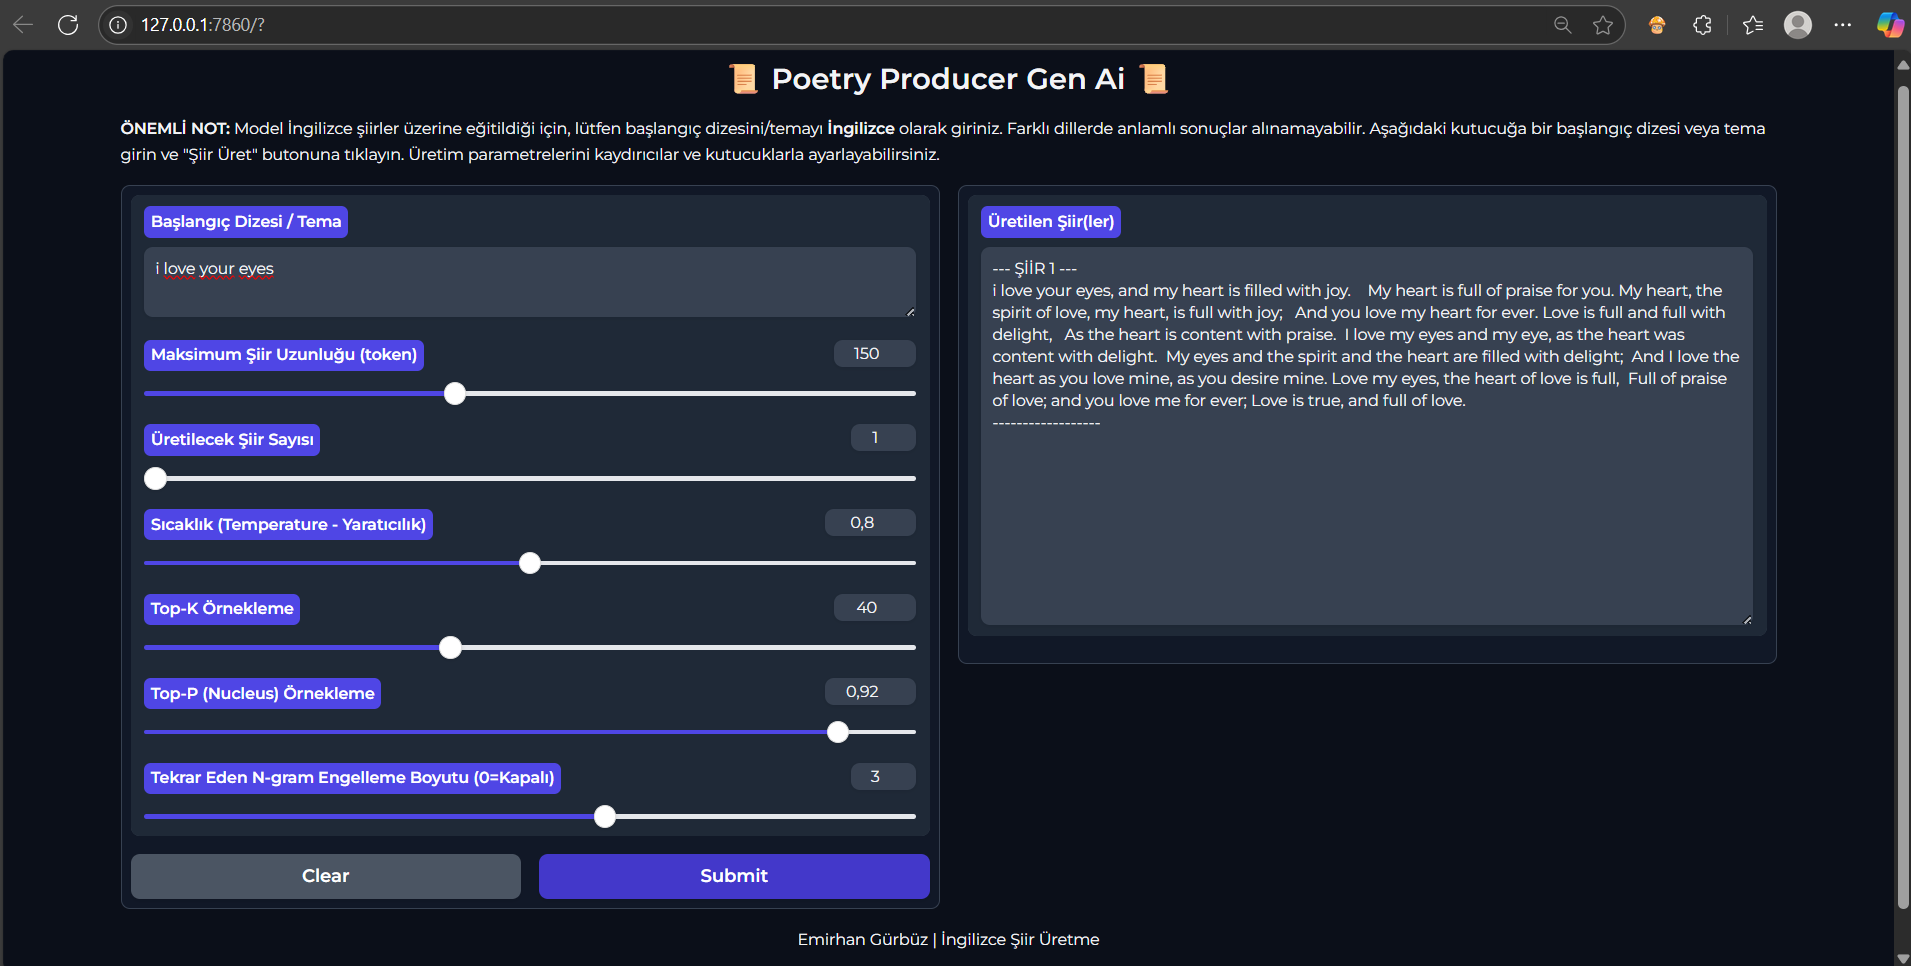 127.0.0.1:7860/?
📜 Poetry Producer Gen Ai 📜
ÖNEMLİ NOT: Model İngilizce şiirler üzerine eğitildiği için, lütfen başlangıç dizesini/temayı İngilizce olarak giriniz. Farklı dillerde anlamlı sonuçlar alınamayabilir. Aşağıdaki kutucuğa bir başlangıç dizesi veya tema
girin ve "Şiir Üret" butonuna tıklayın. Üretim parametrelerini kaydırıcılar ve kutucuklarla ayarlayabilirsiniz.
Başlangıç Dizesi / Tema
i love your eyes
Maksimum Şiir Uzunluğu (token)
150
Üretilecek Şiir Sayısı
1
Sıcaklık (Temperature - Yaratıcılık)
0,8
Top-K Örnekleme
40
Top-P (Nucleus) Örnekleme
0,92
Tekrar Eden N-gram Engelleme Boyutu (0=Kapalı)
3
Clear
Submit
Üretilen Şiir(ler)
--- ŞİİR 1 ---
i love your eyes, and my heart is filled with joy.    My heart is full of praise for you. My heart, the
spirit of love, my heart, is full with joy;   And you love my heart for ever. Love is full and full with
delight,   As the heart is content with praise.  I love my eyes and my eye, as the heart was
content with delight.  My eyes and the spirit and the heart are filled with delight;  And I love the
heart as you love mine, as you desire mine. Love my eyes, the heart of love is full,  Full of praise
of love; and you love me for ever; Love is true, and full of love.
------------------
Emirhan Gürbüz | İngilizce Şiir Üretme